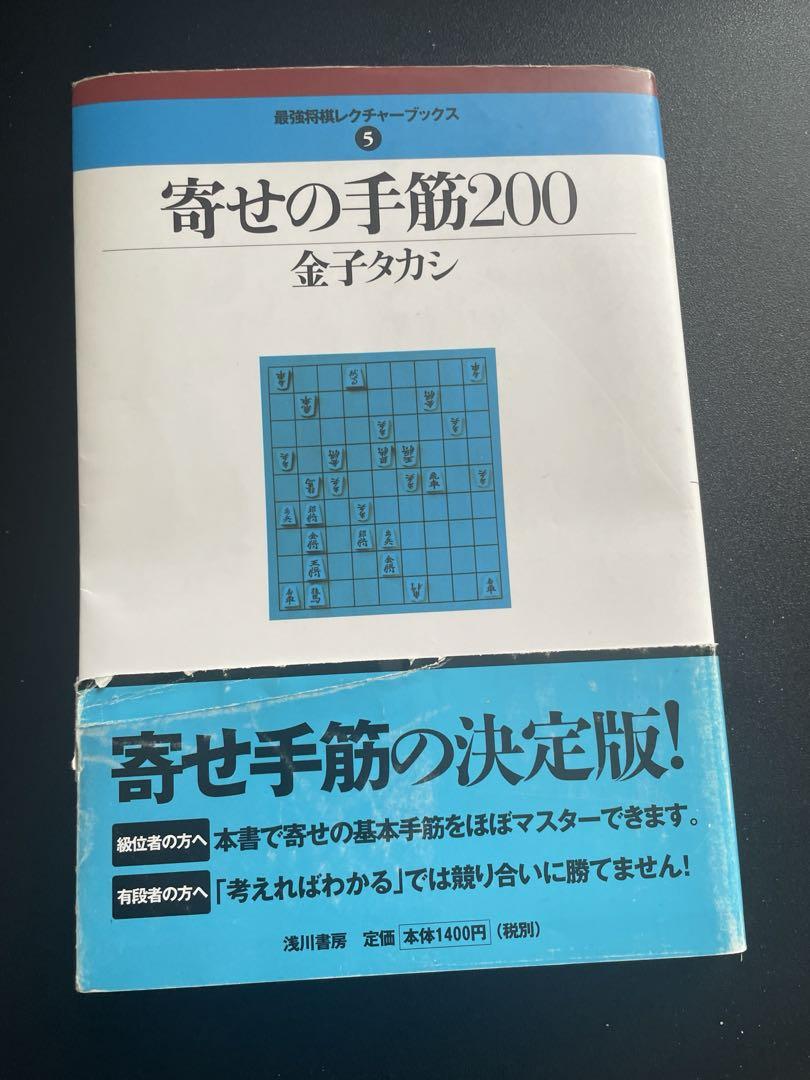 最強将棋レクチャーブックス
5
寄せの手筋200
金子タカシ
寄せ手筋の決定版!
級位者の方へ 本書で寄せの基本手筋をほぼマスターできます。
有段者の方へ 「考えればわかる」では競り合いに勝てません!
浅川書房 定価 本体1400円 (税別)